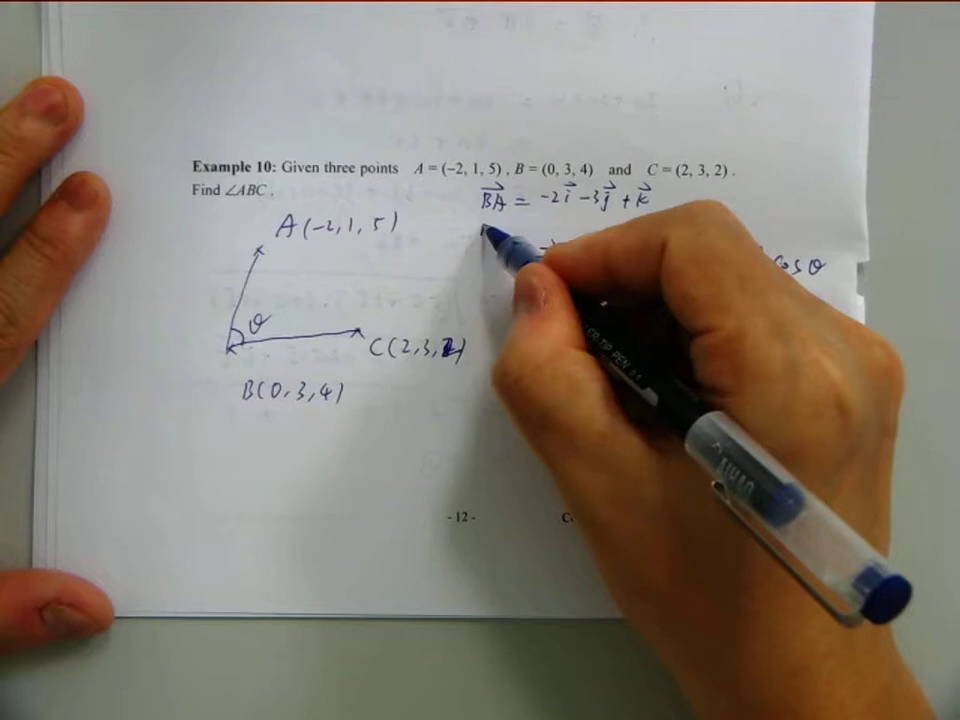 Example 10: Given three points A = (−2, 1, 5), B = (0, 3, 4) and C = (2, 3, 2).
Find ∠ABC.
BA = -2i -3j + k
A(-2, 1, 5)
cos θ
θ
C(2, 3, 2)
B(0, 3, 4)
- 12 -